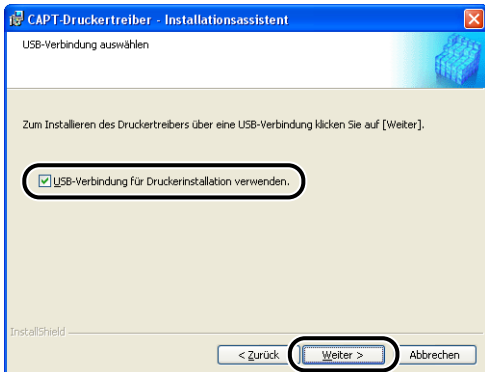 CAPT-Druckertreiber - Installationsassistent
USB-Verbindung auswählen
Zum Installieren des Druckertreibers über eine USB-Verbindung klicken Sie auf [Weiter].
USB-Verbindung für Druckerinstallation verwenden.
InstallShield
< Zurück Weiter > Abbrechen